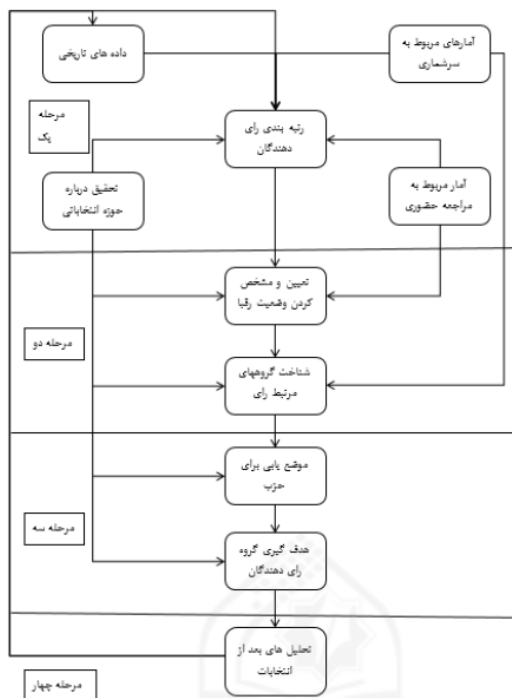 آمارهای مربوط به
سرشماری
داده های تاریخی
مرحله
یک
رتبه بندی رای
دهندگان
تحقیق درباره
حوزه انتخاباتی
آمار مربوط به
مراجعه حضوری
تعیین و مشخص
کردن وضعیت رقبا
مرحله دو
شناخت گروههای
مرتبط رای
موضع یابی برای
حزب
مرحله سه
هدف گیری گروه
رای دهندگان
تحلیل های بعد از
انتخابات
مرحله چهار